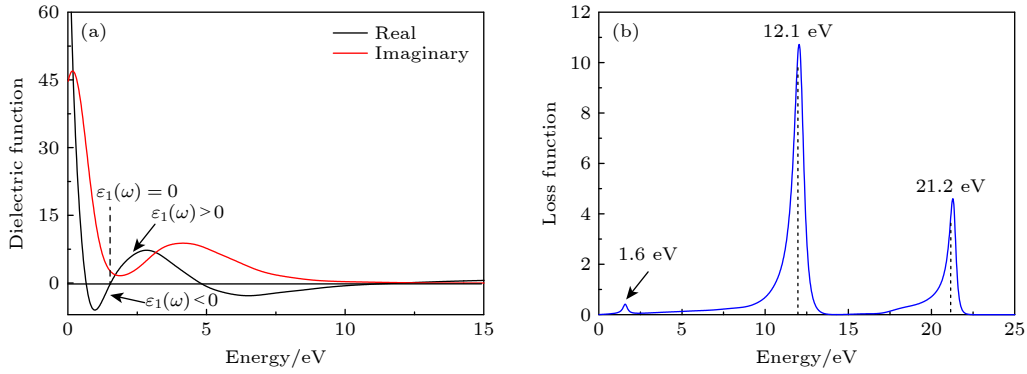 (a)
Real
Imaginary
60
45
30
15
0
Dielectric function
ε₁(ω) = 0
ε₁(ω) > 0
ε₁(ω) < 0
0 5 10 15
Energy/eV
(b)
12.1 eV
21.2 eV
1.6 eV
12
10
8
6
4
2
0
Loss function
0 5 10 15 20 25
Energy/eV